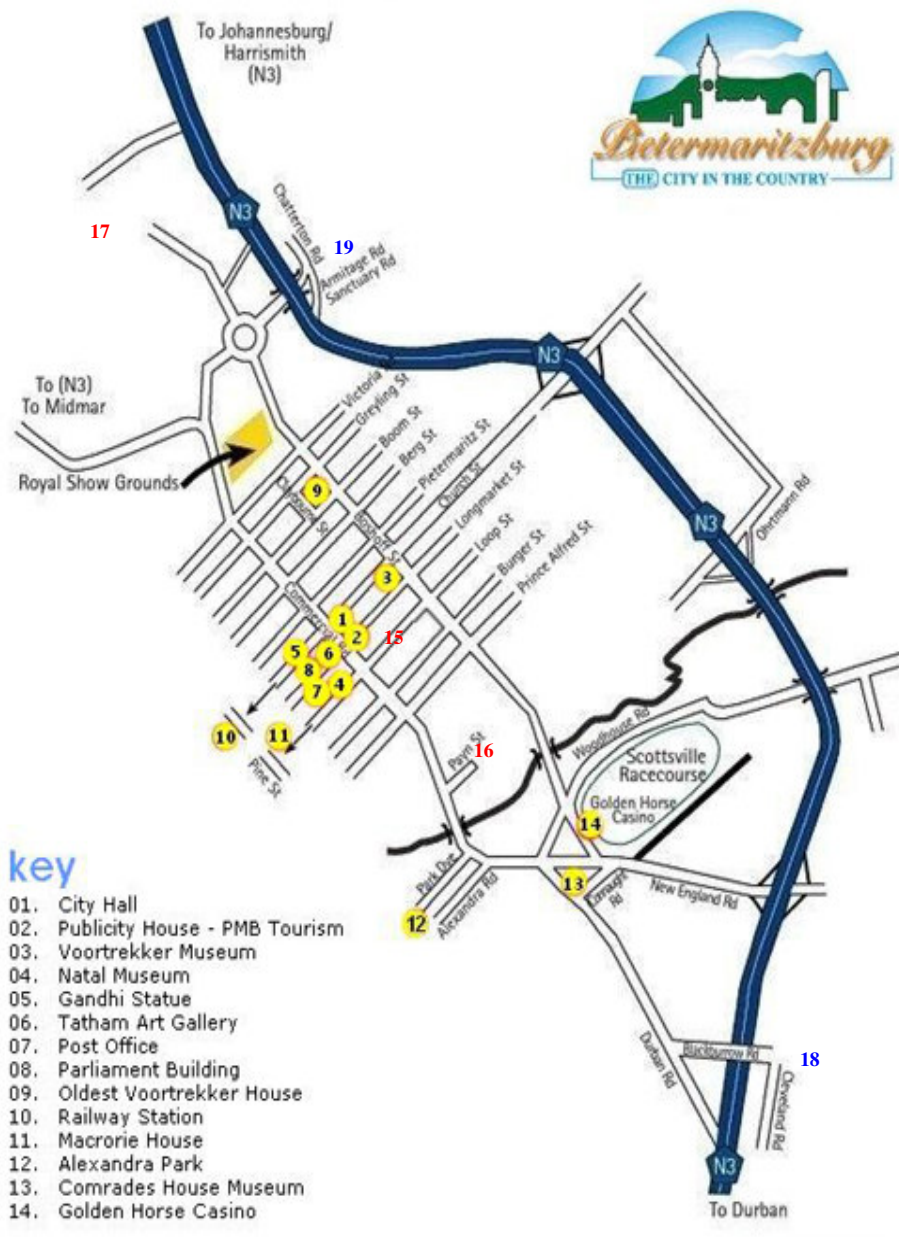 To Johannesburg/
Harrismith
(N3)
Pietermaritzburg
THE CITY IN THE COUNTRY
N3
Chatterton Rd
17
19
Armitage Rd
Sanctuary Rd
N3
To (N3)
To Midmar
Victoria
Greyling St
Boom St
Berg St
Pietermaritz St
Church St
Longmarket St
Loop St
Burger St
Prince Alfred St
Royal Show Grounds
9
Boshoff St
N3
Ohrtmann Rd
3
Commercial Rd
1
2
15
5
6
8
7
4
10
11
Pine St
Payn St
16
Woodhouse Rd
Scottsville
Racecourse
Golden Horse
Casino
14
13
Connaught
Rd
New England Rd
Park Dve
12
Alexandra Rd
Durban Rd
Blackburrow Rd
18
Cleveland Rd
N3
To Durban
key
01. City Hall
02. Publicity House - PMB Tourism
03. Voortrekker Museum
04. Natal Museum
05. Gandhi Statue
06. Tatham Art Gallery
07. Post Office
08. Parliament Building
09. Oldest Voortrekker House
10. Railway Station
11. Macrorie House
12. Alexandra Park
13. Comrades House Museum
14. Golden Horse Casino